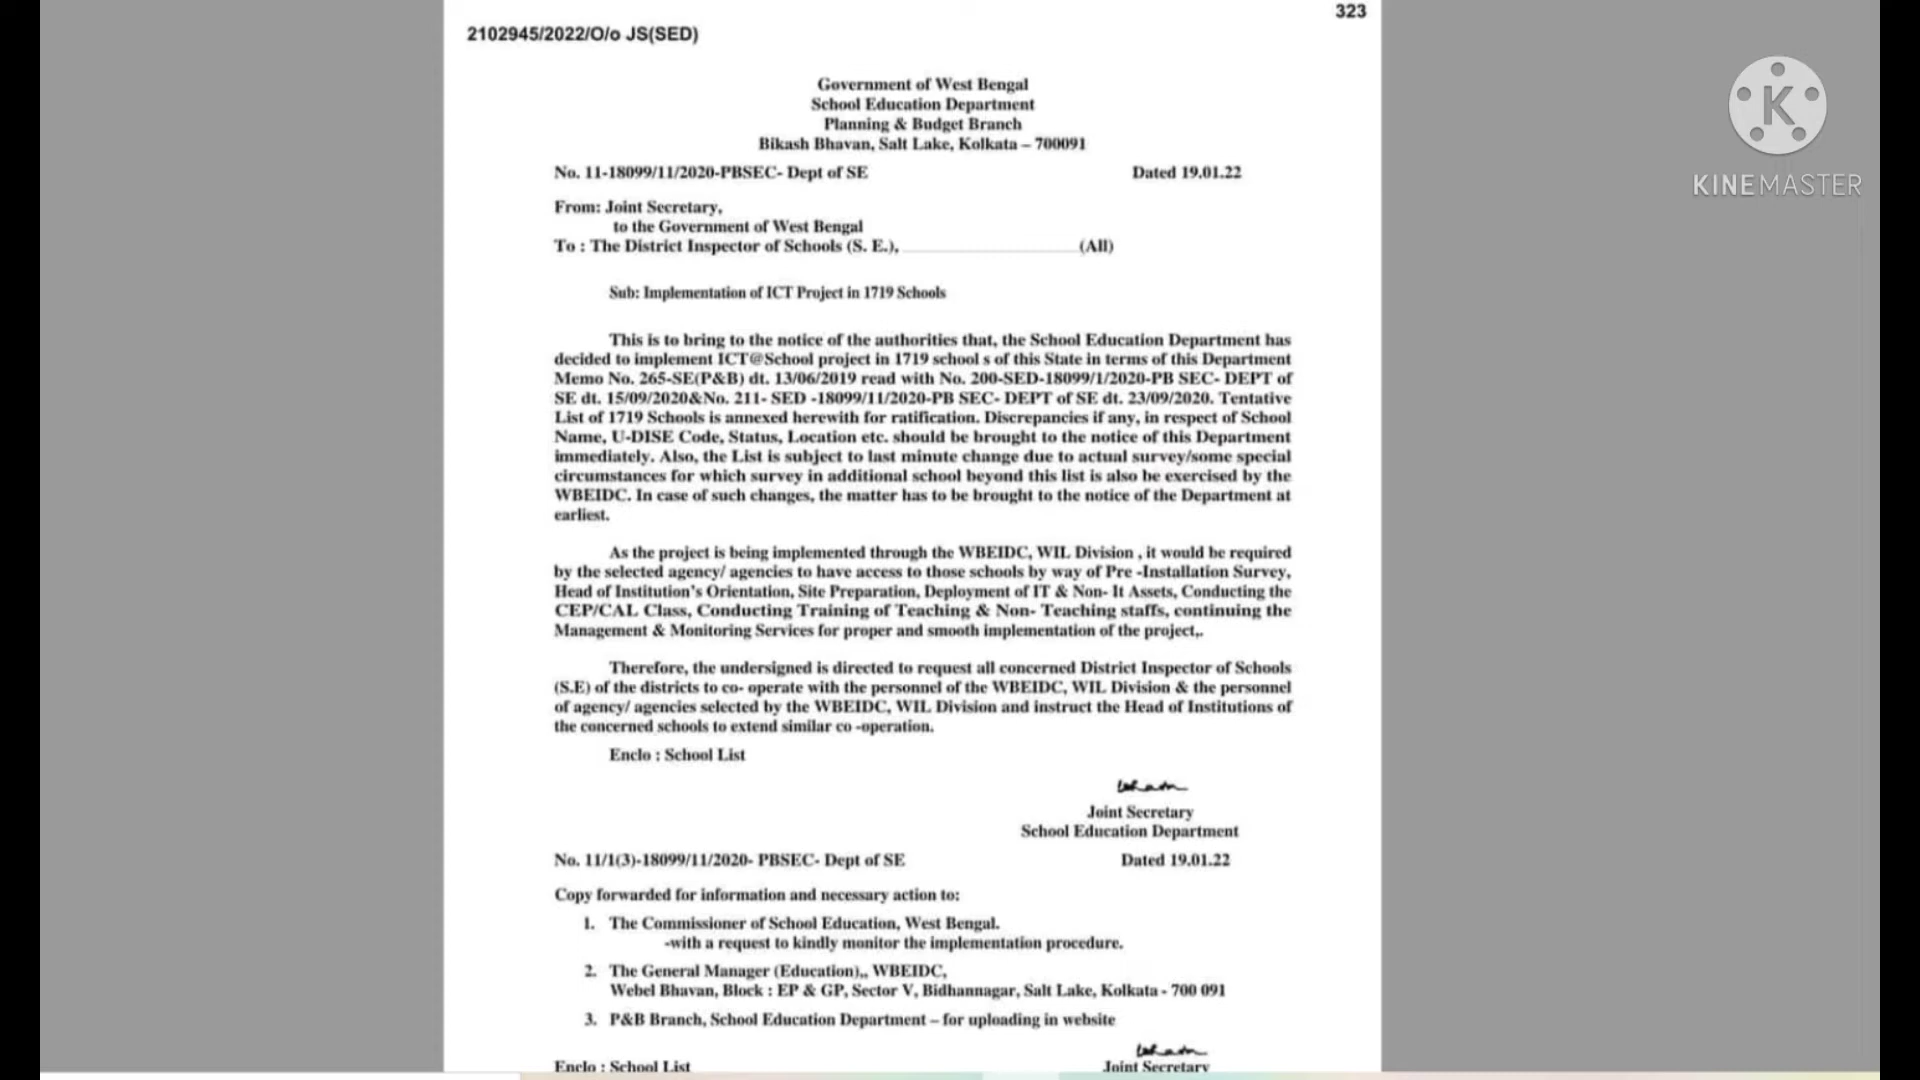 323
2102945/2022/O/o JS(SED)
Government of West Bengal
School Education Department
Planning & Budget Branch
Bikash Bhavan, Salt Lake, Kolkata – 700091
No. 11-18099/11/2020-PBSEC- Dept of SE Dated 19.01.22
From: Joint Secretary,
to the Government of West Bengal
To : The District Inspector of Schools (S. E.), (All)
Sub: Implementation of ICT Project in 1719 Schools
This is to bring to the notice of the authorities that, the School Education Department has
decided to implement ICT@School project in 1719 school s of this State in terms of this Department
Memo No. 265-SE(P&B) dt. 13/06/2019 read with No. 200-SED-18099/1/2020-PB SEC- DEPT of
SE dt. 15/09/2020&No. 211- SED -18099/11/2020-PB SEC- DEPT of SE dt. 23/09/2020. Tentative
List of 1719 Schools is annexed herewith for ratification. Discrepancies if any, in respect of School
Name, U-DISE Code, Status, Location etc. should be brought to the notice of this Department
immediately. Also, the List is subject to last minute change due to actual survey/some special
circumstances for which survey in additional school beyond this list is also be exercised by the
WBEIDC. In case of such changes, the matter has to be brought to the notice of the Department at
earliest.
As the project is being implemented through the WBEIDC, WIL Division , it would be required
by the selected agency/ agencies to have access to those schools by way of Pre -Installation Survey,
Head of Institution's Orientation, Site Preparation, Deployment of IT & Non- It Assets, Conducting the
CEP/CAL Class, Conducting Training of Teaching & Non- Teaching staffs, continuing the
Management & Monitoring Services for proper and smooth implementation of the project,.
Therefore, the undersigned is directed to request all concerned District Inspector of Schools
(S.E) of the districts to co- operate with the personnel of the WBEIDC, WIL Division & the personnel
of agency/ agencies selected by the WBEIDC, WIL Division and instruct the Head of Institutions of
the concerned schools to extend similar co -operation.
Enclo : School List
Joint Secretary
School Education Department
No. 11/1(3)-18099/11/2020- PBSEC- Dept of SE Dated 19.01.22
Copy forwarded for information and necessary action to:
1. The Commissioner of School Education, West Bengal.
-with a request to kindly monitor the implementation procedure.
2. The General Manager (Education),, WBEIDC,
Webel Bhavan, Block : EP & GP, Sector V, Bidhannagar, Salt Lake, Kolkata - 700 091
3. P&B Branch, School Education Department – for uploading in website
Enclo : School List Joint Secretary
K
KINEMASTER